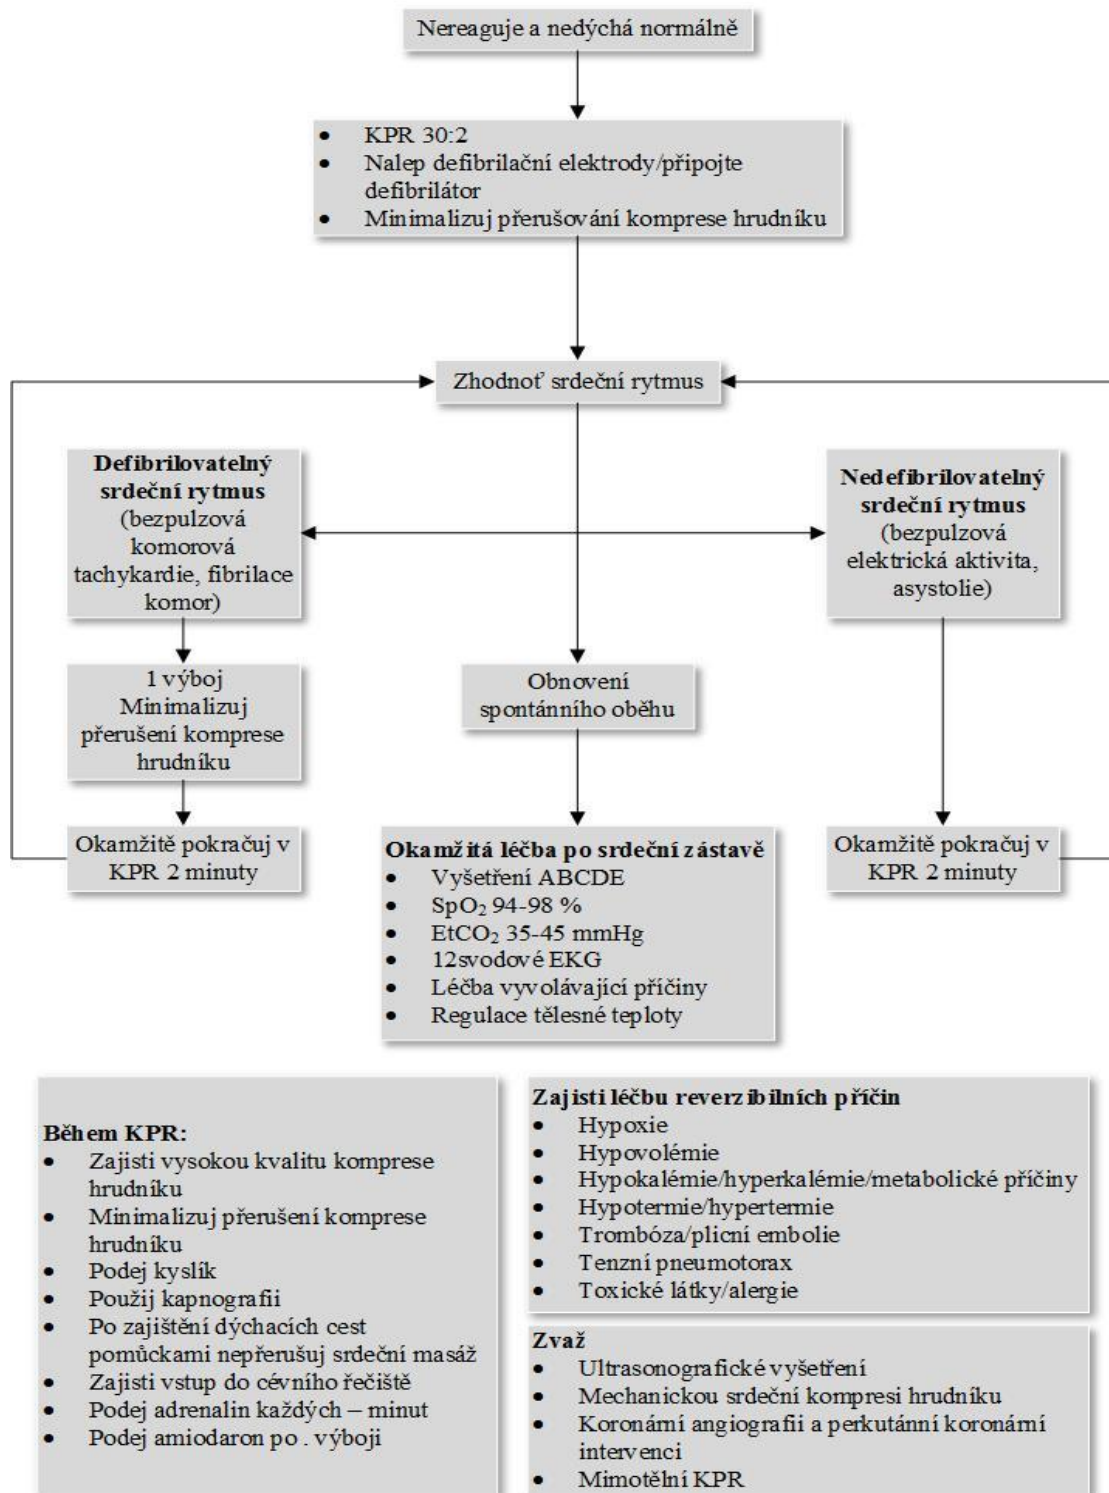 Nereaguje a nedýchá normálně
• KPR 30:2
• Nalep defibrilační elektrody/připojte
defibrilátor
• Minimalizuj přerušování komprese hrudníku
Zhodnoť srdeční rytmus
Defibrilovatelný
srdeční rytmus
(bezpulzová
komorová
tachykardie, fibrilace
komor)
Nedefibrilovatelný
srdeční rytmus
(bezpulzová
elektrická aktivita,
asystolie)
1 výboj
Minimalizuj
přerušení komprese
hrudníku
Obnovení
spontánního oběhu
Okamžitě pokračuj v
KPR 2 minuty
Okamžitá léčba po srdeční zástavě
• Vyšetření ABCDE
• SpO₂ 94-98 %
• EtCO₂ 35-45 mmHg
• 12svodové EKG
• Léčba vyvolávající příčiny
• Regulace tělesné teploty
Okamžitě pokračuj v
KPR 2 minuty
Během KPR:
• Zajisti vysokou kvalitu komprese
hrudníku
• Minimalizuj přerušení komprese
hrudníku
• Podej kyslík
• Použij kapnografii
• Po zajištění dýchacích cest
pomůckami nepřerušuj srdeční masáž
• Zajisti vstup do cévního řečiště
• Podej adrenalin každých – minut
• Podej amiodaron po . výboji
Zajisti léčbu reverzibilních příčin
• Hypoxie
• Hypovolémie
• Hypokalémie/hyperkalémie/metabolické příčiny
• Hypotermie/hypertermie
• Trombóza/plicní embolie
• Tenzní pneumotorax
• Toxické látky/alergie
Zvaž
• Ultrasonografické vyšetření
• Mechanickou srdeční kompresi hrudníku
• Koronární angiografii a perkutánní koronární
intervenci
• Mimotělní KPR